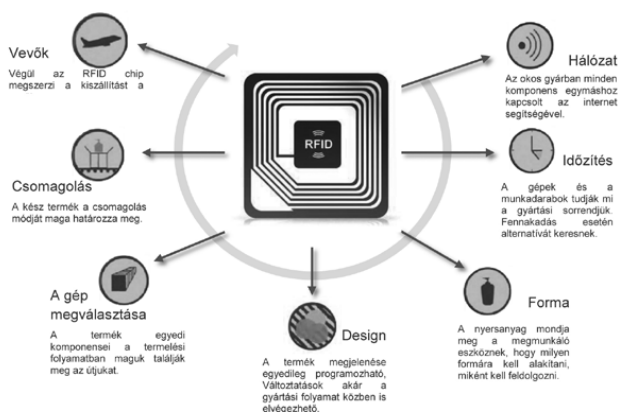 Vevők
Végül az RFID chip
megszerzi a kiszállítást a
Csomagolás
A kész termék a csomagolás
módját maga határozza meg.
A gép
megválasztása
A termék egyedi
komponensei a termelési
folyamatban maguk találják
meg az útjukat.
RFID
Design
A termék megjelenése
egyedileg programozható,
Változtatások akár a
gyártási folyamat közben is
elvégezhető.
Hálózat
Az okos gyárban minden
komponens egymáshoz
kapcsolt az internet
segítségével.
Időzítés
A gépek és a
munkadarabok tudják mi
a gyártási sorrendjük.
Fennakadás esetén
alternatívát keresnek.
Forma
A nyersanyag mondja
meg a megmunkáló
eszköznek, hogy milyen
formára kell alakítani,
miként kell feldolgozni.